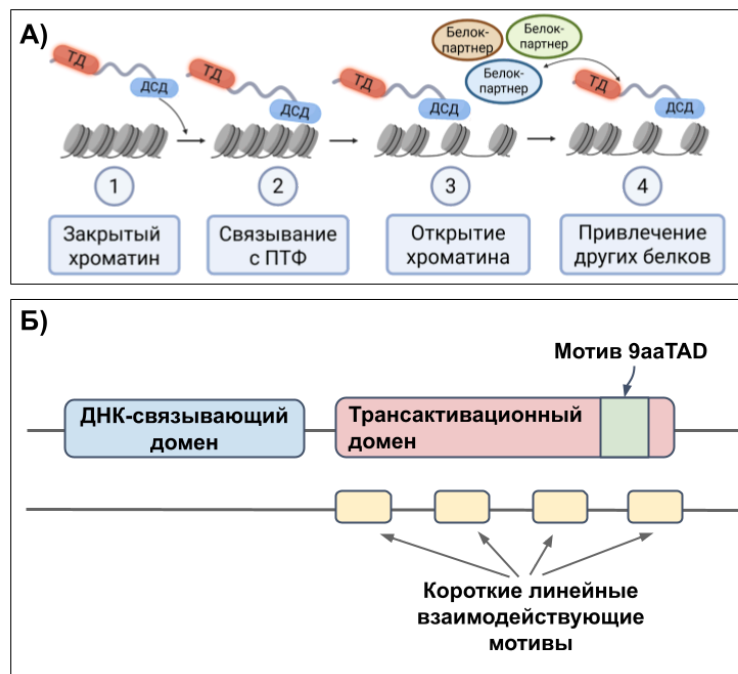 А)
Белок-
партнер
Белок-
партнер
Белок-
партнер
ТД
ДСД
ТД
ДСД
ТД
ДСД
ТД
ДСД
1
2
3
4
Закрытый
хроматин
Связывание
с ПТФ
Открытие
хроматина
Привлечение
других белков
Б)
Мотив 9aaTAD
ДНК-связывающий
домен
Трансактивационный
домен
Короткие линейные
взаимодействующие
мотивы